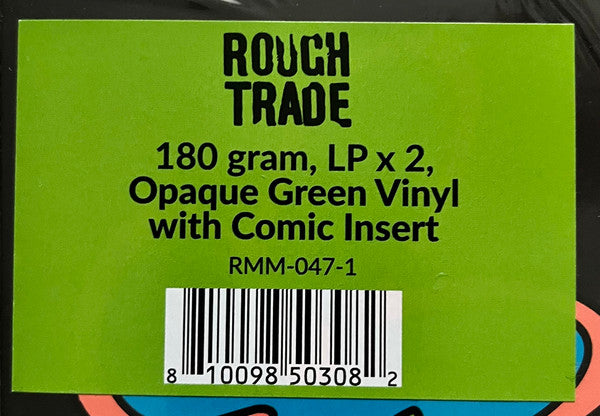 ROUGH
TRADE
180 gram, LP x 2,
Opaque Green Vinyl
with Comic Insert
RMM-047-1
8 10098 50308 2